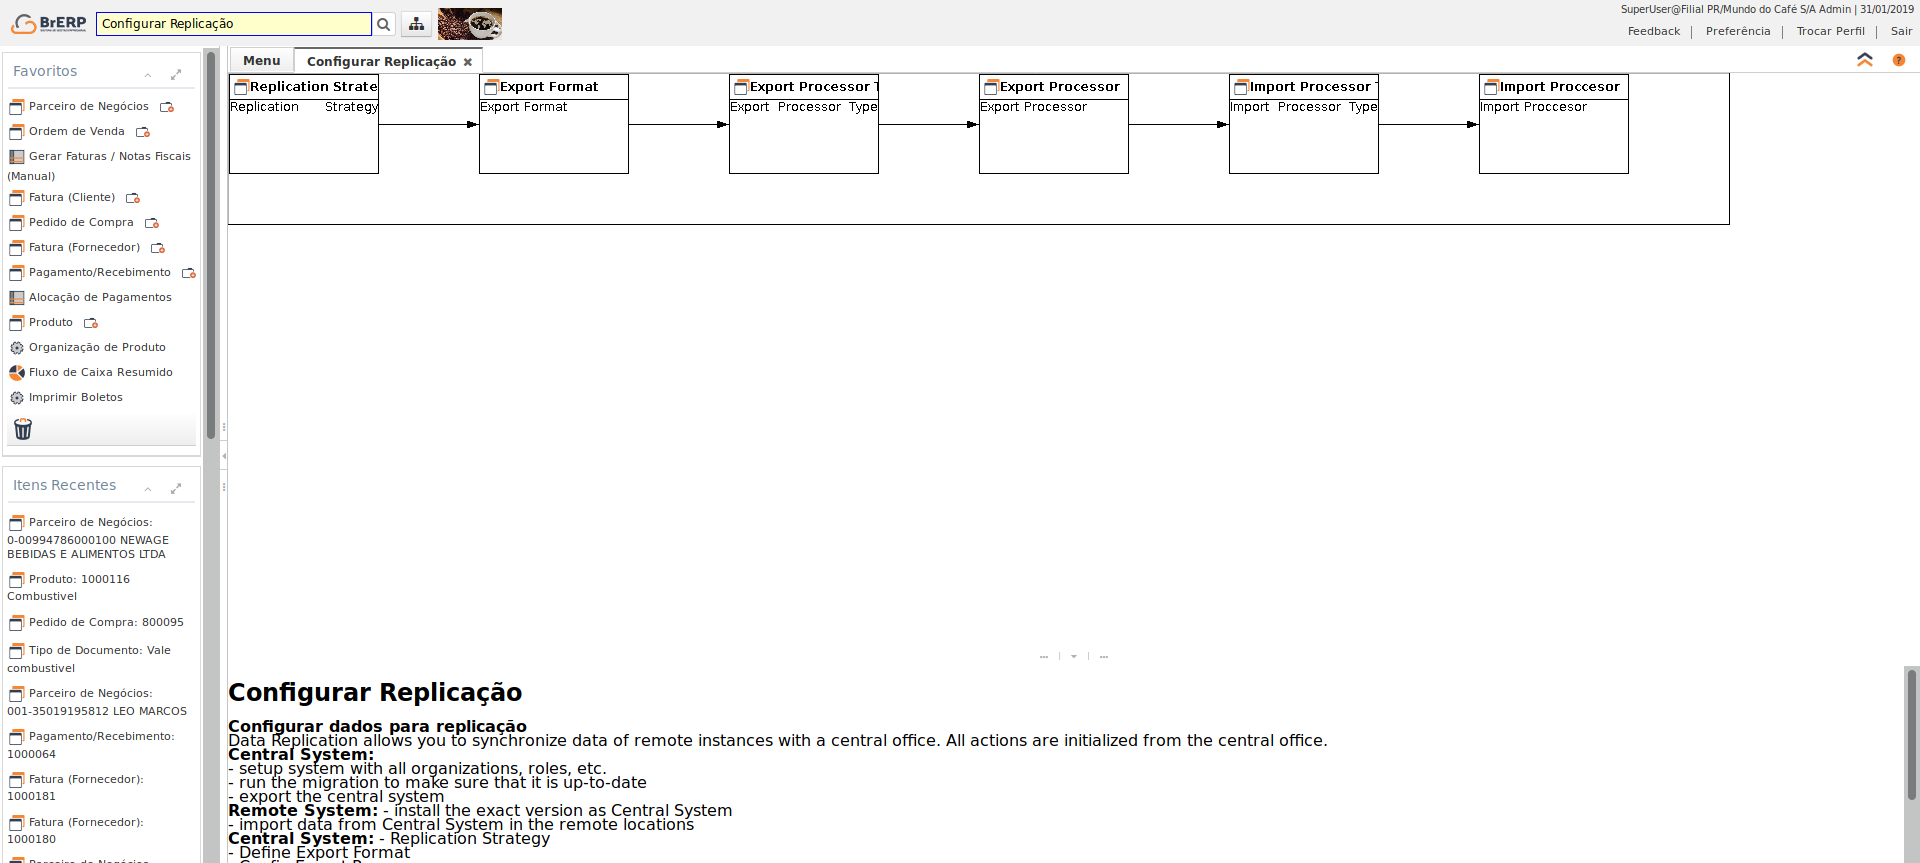 BrERP
Configurar Replicação
SuperUser@Filial PR/Mundo do Café S/A Admin | 31/01/2019
Feedback | Preferência | Trocar Perfil | Sair
Favoritos
Parceiro de Negócios
Ordem de Venda
Gerar Faturas / Notas Fiscais
(Manual)
Fatura (Cliente)
Pedido de Compra
Fatura (Fornecedor)
Pagamento/Recebimento
Alocação de Pagamentos
Produto
Organização de Produto
Fluxo de Caixa Resumido
Imprimir Boletos
Itens Recentes
Parceiro de Negócios:
0-00994786000100 NEWAGE
BEBIDAS E ALIMENTOS LTDA
Produto: 1000116
Combustivel
Pedido de Compra: 800095
Tipo de Documento: Vale
combustivel
Parceiro de Negócios:
001-35019195812 LEO MARCOS
Pagamento/Recebimento:
1000064
Fatura (Fornecedor):
1000181
Fatura (Fornecedor):
1000180
Menu
Configurar Replicação
Replication Strate
Replication Strategy
Export Format
Export Format
Export Processor T
Export Processor Type
Export Processor
Export Processor
Import Processor
Import Processor Type
Import Proccesor
Import Proccesor
Configurar Replicação
Configurar dados para replicação
Data Replication allows you to synchronize data of remote instances with a central office. All actions are initialized from the central office.
Central System:
- setup system with all organizations, roles, etc.
- run the migration to make sure that it is up-to-date
- export the central system
Remote System: - install the exact version as Central System
- import data from Central System in the remote locations
Central System: - Replication Strategy
- Define Export Format